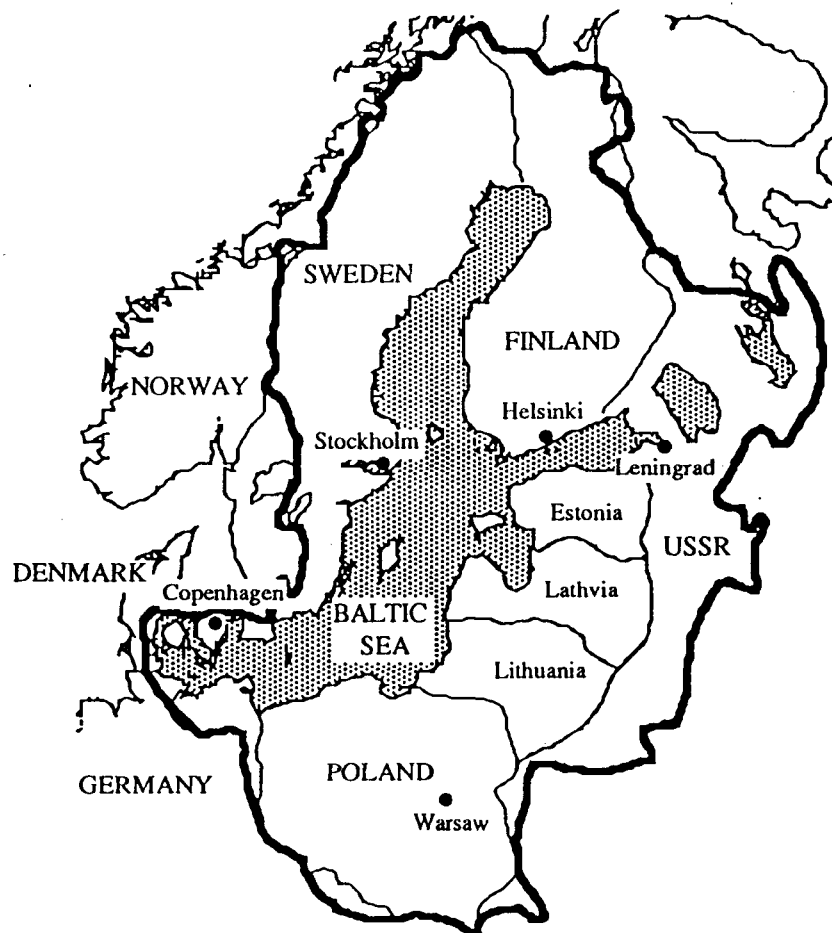 SWEDEN
FINLAND
NORWAY
Helsinki
Stockholm
Leningrad
Estonia
USSR
DENMARK
Copenhagen
Lathvia
BALTIC
SEA
Lithuania
POLAND
GERMANY
Warsaw